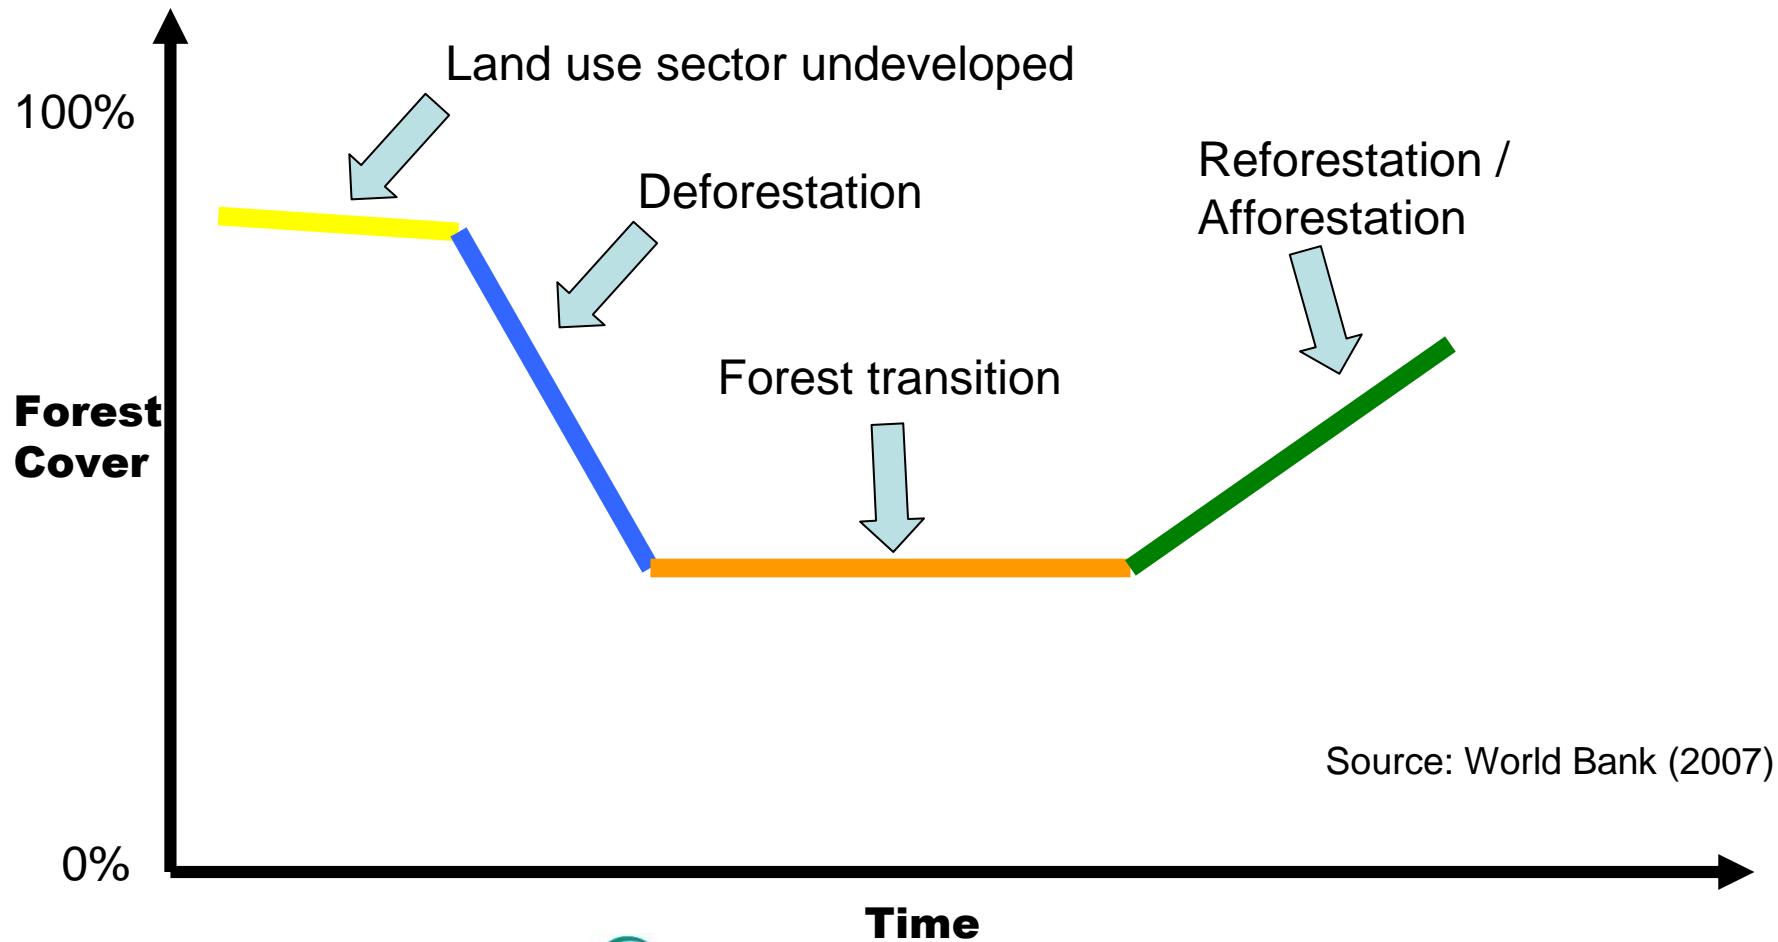 Land use sector undeveloped
100%
Deforestation
Reforestation /
Afforestation
Forest transition
Forest
Cover
Source: World Bank (2007)
0%
Time